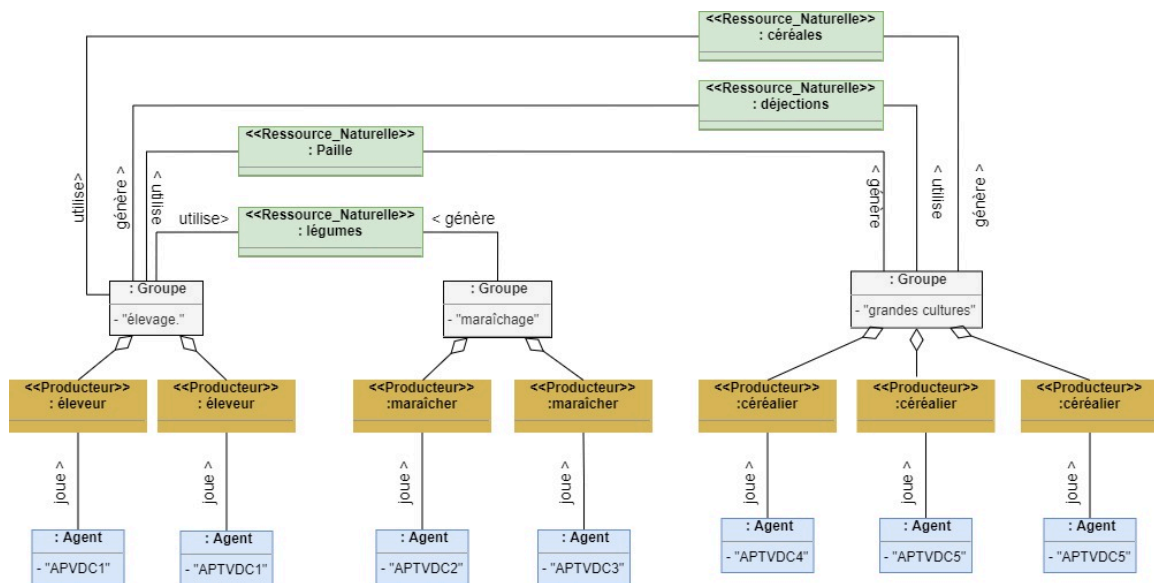 <<Ressource_Naturelle>>
: céréales
<<Ressource_Naturelle>>
: déjections
<<Ressource_Naturelle>>
: Paille
utilise>
génère >
< utilise
< génère
< utilise
génère >
utilise>
<<Ressource_Naturelle>>
: légumes
< génère
: Groupe
- "élevage."
: Groupe
- "maraîchage"
: Groupe
- "grandes cultures"
<<Producteur>>
: éleveur
<<Producteur>>
: éleveur
<<Producteur>>
:maraîcher
<<Producteur>>
:maraîcher
<<Producteur>>
:céréalier
<<Producteur>>
:céréalier
<<Producteur>>
:céréalier
joue >
joue >
joue >
joue >
joue >
joue >
joue >
: Agent
- "APVDC1"
: Agent
- "APTVDC1"
: Agent
- "APTVDC2"
: Agent
- "APTVDC3"
: Agent
- "APTVDC4"
: Agent
- "APTVDC5"
: Agent
- "APTVDC5"